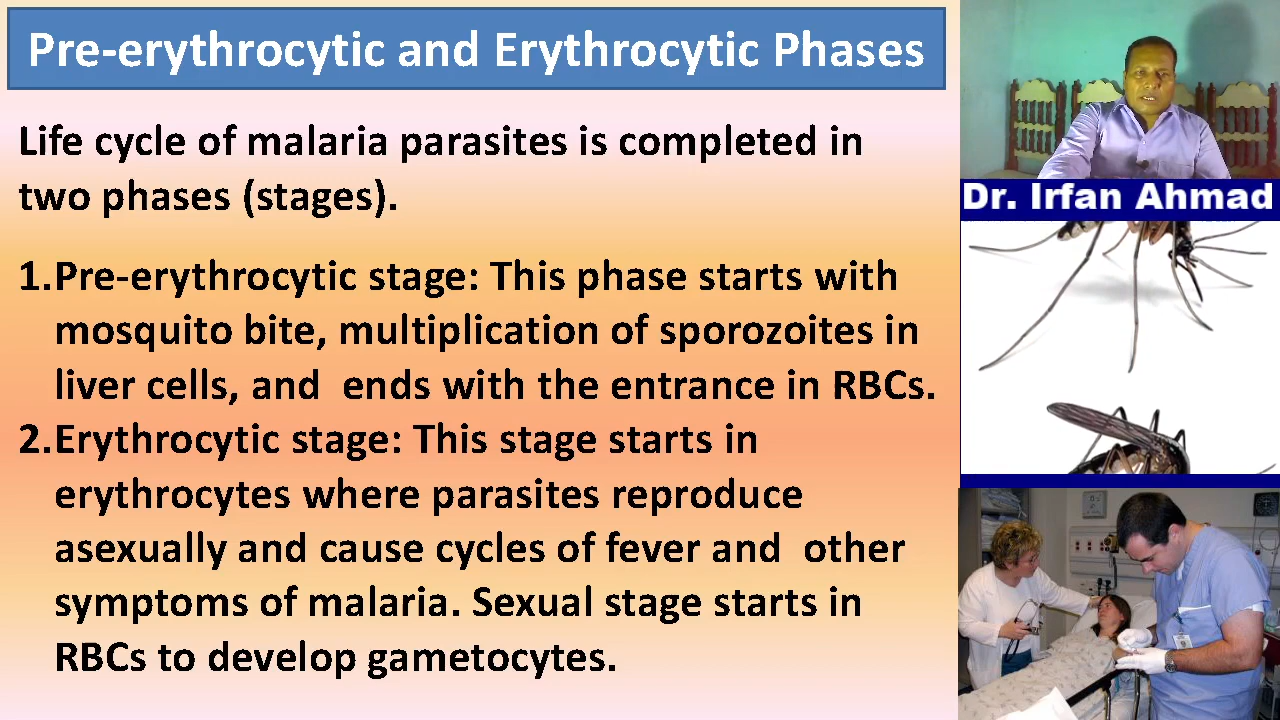 Pre-erythrocytic and Erythrocytic Phases
Life cycle of malaria parasites is completed in
two phases (stages).
1.Pre-erythrocytic stage: This phase starts with
mosquito bite, multiplication of sporozoites in
liver cells, and  ends with the entrance in RBCs.
2.Erythrocytic stage: This stage starts in
erythrocytes where parasites reproduce
asexually and cause cycles of fever and  other
symptoms of malaria. Sexual stage starts in
RBCs to develop gametocytes.
Dr. Irfan Ahmad